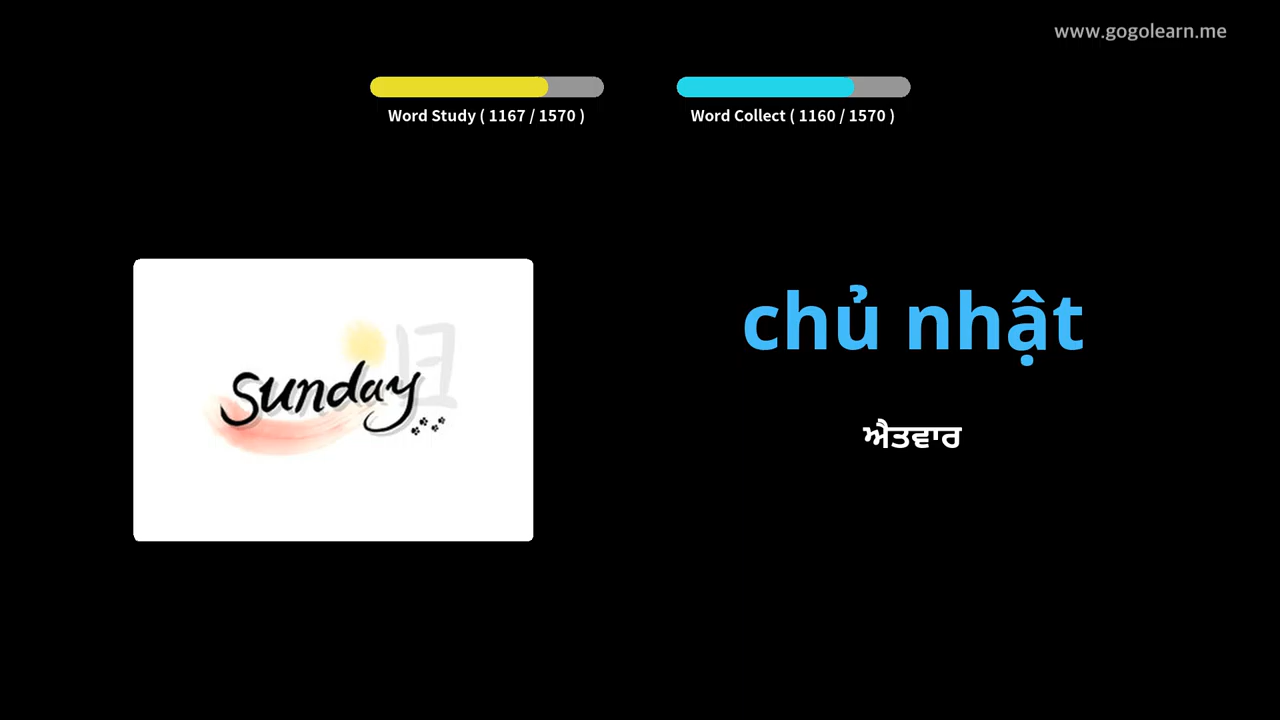 www.gogolearn.me
Word Study ( 1167 / 1570 )
Word Collect ( 1160 / 1570 )
Sunday
chủ nhật
ਐਤਵਾਰ